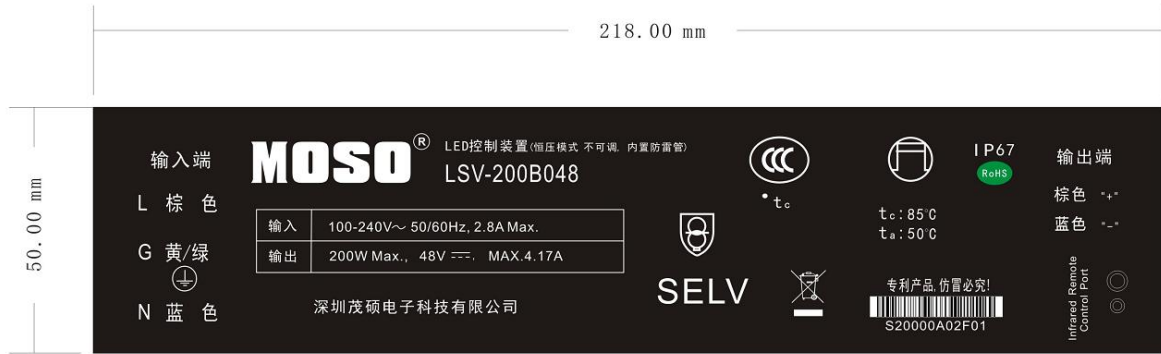 218.00 mm
50.00 mm
输入端
L 棕 色
G 黄/绿
N 蓝 色
MOSO®
LED控制装置(恒压模式 不可调, 内置防雷管)
LSV-200B048
输入 100-240V～ 50/60Hz, 2.8A Max.
输出 200W Max., 48V ⎓, MAX.4.17A
深圳茂硕电子科技有限公司
CCC
tc
SELV
IP67
RoHS
tc:85℃
ta:50℃
专利产品,仿冒必究!
S20000A02F01
输出端
棕色 "+"
蓝色 "-"
Infrared Remote
Control Port